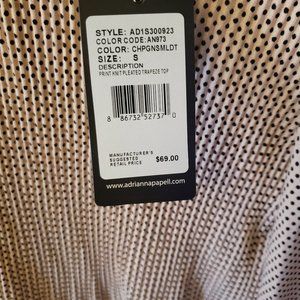 STYLE: AD1S300923
COLOR CODE: AN973
COLOR: CHPGNSMLDT
SIZE: S
DESCRIPTION
PRINT KNIT PLEATED TRAPEZE TOP
8 86732 52737 0
MANUFACTURER'S
SUGGESTED
RETAIL PRICE
$69.00
www.adriannapapell.com